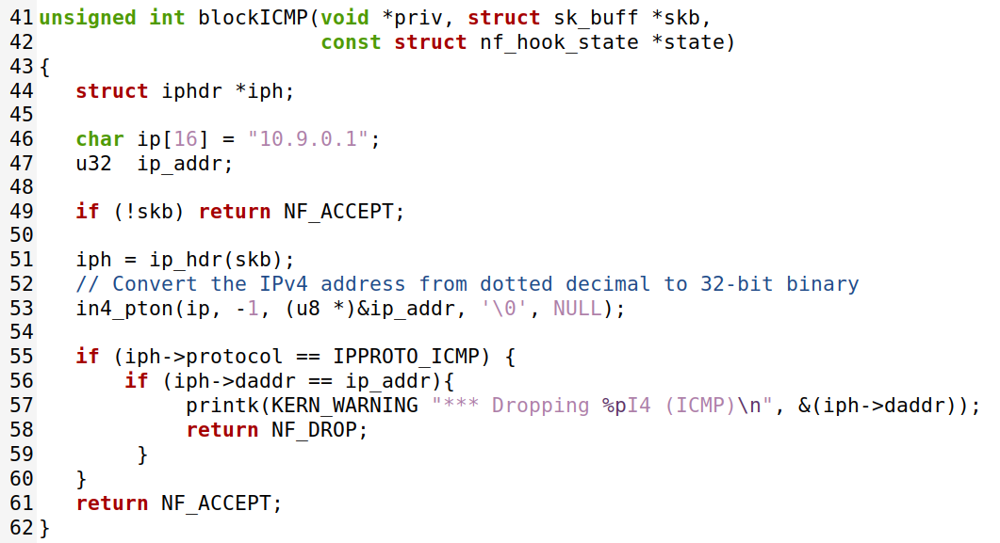 41 unsigned int blockICMP(void *priv, struct sk_buff *skb,
42                        const struct nf_hook_state *state)
43 {
44    struct iphdr *iph;
45
46    char ip[16] = "10.9.0.1";
47    u32  ip_addr;
48
49    if (!skb) return NF_ACCEPT;
50
51    iph = ip_hdr(skb);
52    // Convert the IPv4 address from dotted decimal to 32-bit binary
53    in4_pton(ip, -1, (u8 *)&ip_addr, '\0', NULL);
54
55    if (iph->protocol == IPPROTO_ICMP) {
56        if (iph->daddr == ip_addr){
57             printk(KERN_WARNING "*** Dropping %pI4 (ICMP)\n", &(iph->daddr));
58             return NF_DROP;
59         }
60    }
61    return NF_ACCEPT;
62 }